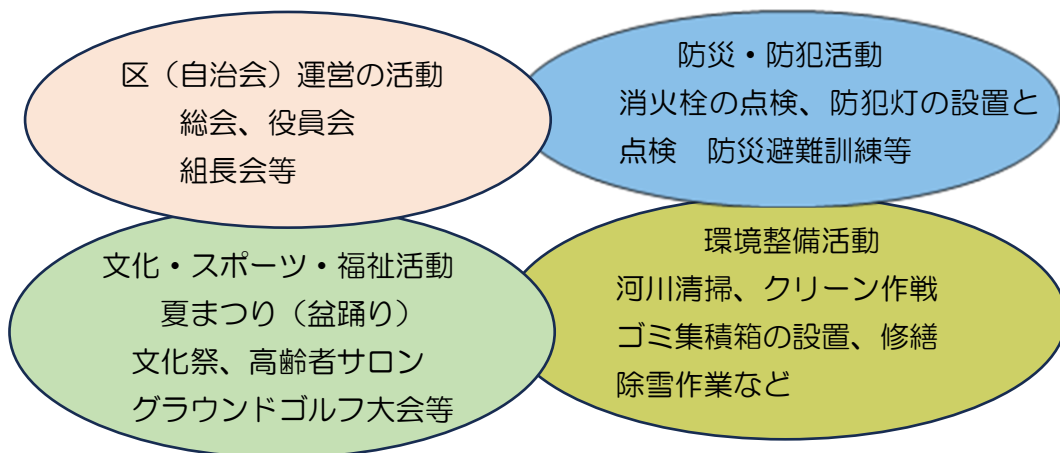 区（自治会）運営の活動
総会、役員会
組長会等
防災・防犯活動
消火栓の点検、防犯灯の設置と
点検　防災避難訓練等
文化・スポーツ・福祉活動
夏まつり（盆踊り）
文化祭、高齢者サロン
グラウンドゴルフ大会等
環境整備活動
河川清掃、クリーン作戦
ゴミ集積箱の設置、修繕
除雪作業など